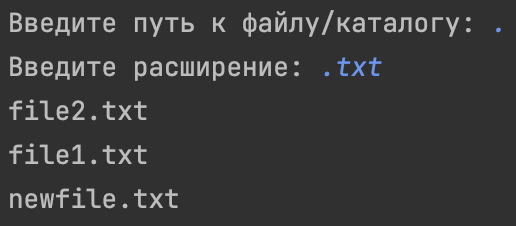 Введите путь к файлу/каталогу: .
Введите расширение: .txt
file2.txt
file1.txt
newfile.txt